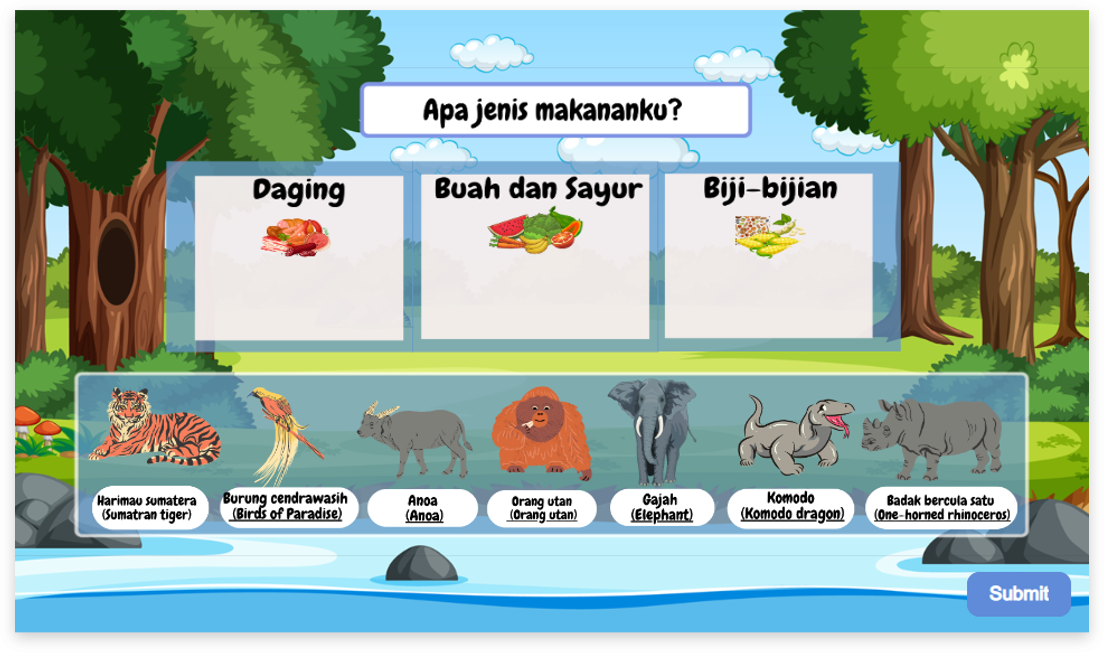 Apa jenis makananku?
Daging
Buah dan Sayur
Biji-bijian
Harimau sumatera
(Sumatran tiger)
Burung cendrawasih
(Birds of Paradise)
Anoa
(Anoa)
Orang utan
(Orang utan)
Gajah
(Elephant)
Komodo
(Komodo dragon)
Badak bercula satu
(One-horned rhinoceros)
Submit